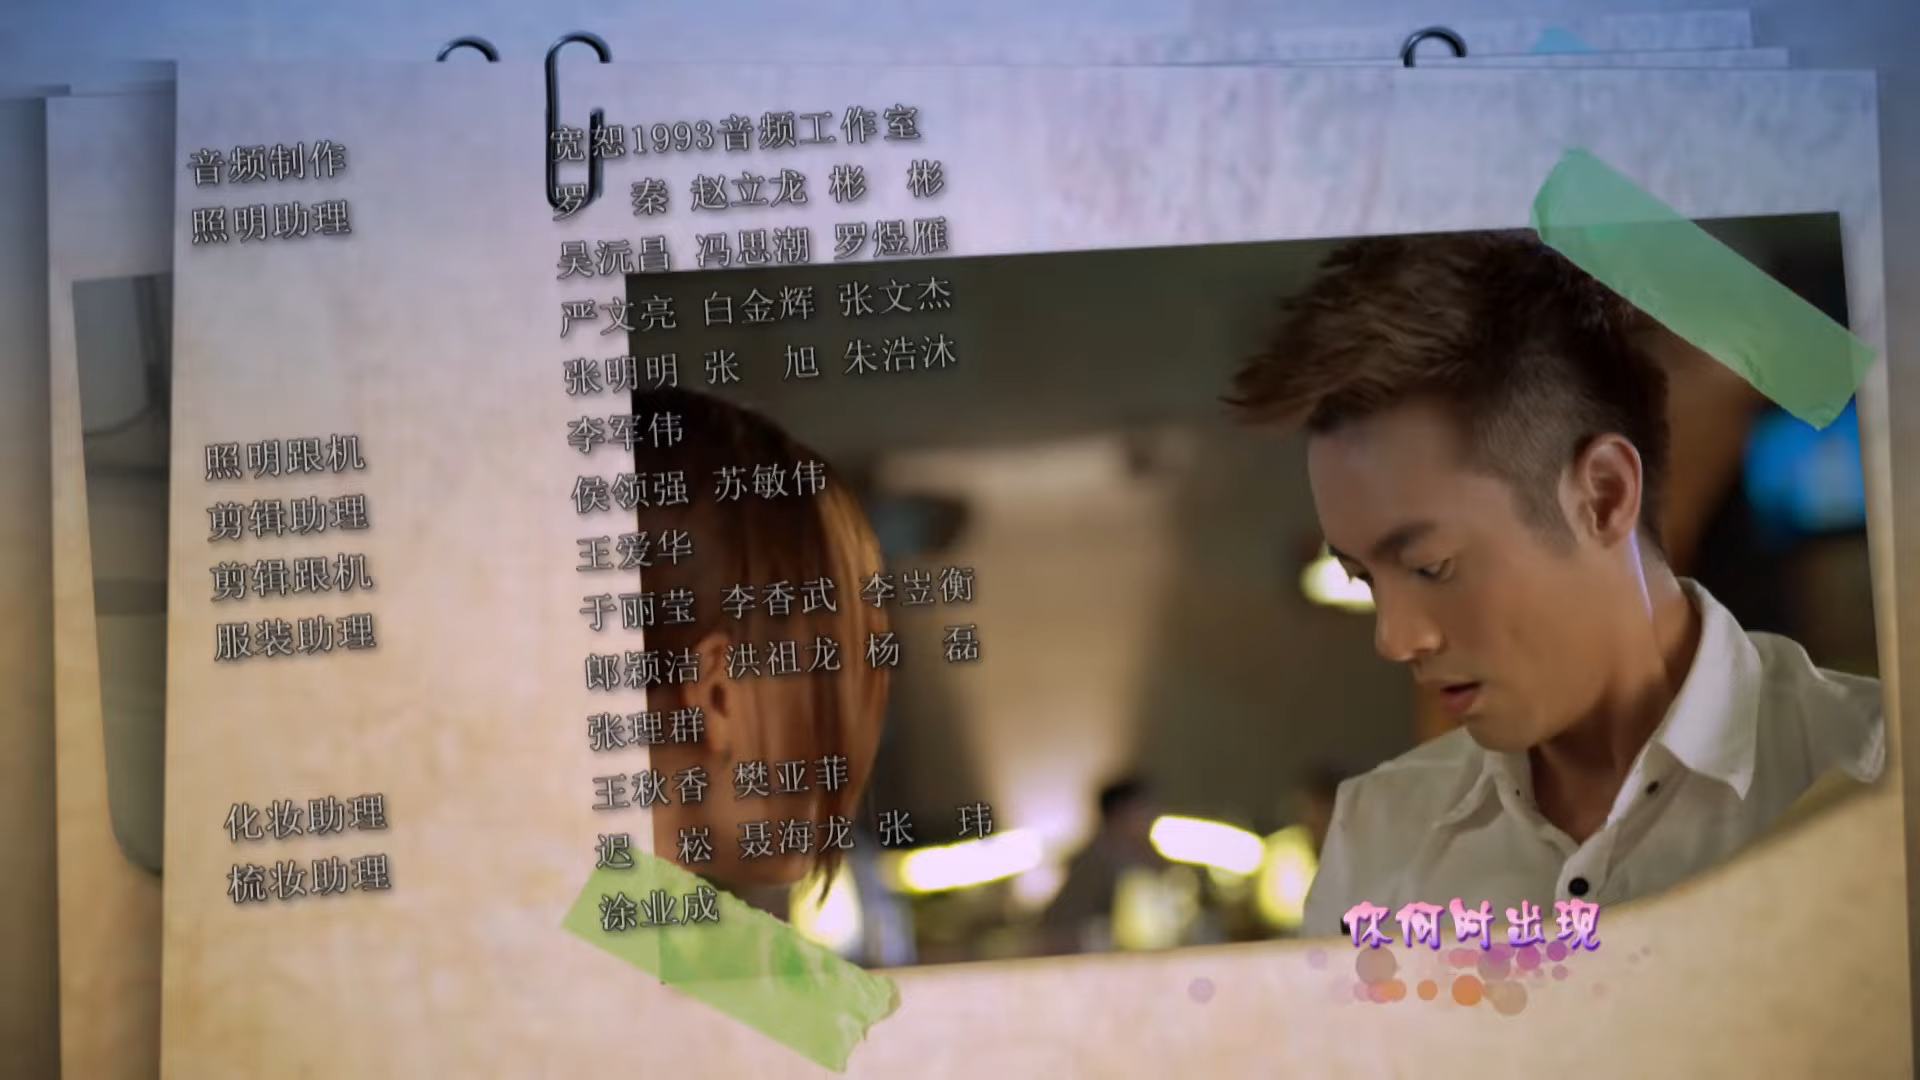 音频制作 宽恕1993音频工作室
照明助理 罗 秦 赵立龙 彬 彬
吴沅昌 冯思潮 罗煜雁
严文亮 白金辉 张文杰
张明明 张 旭 朱浩沐
李军伟
照明跟机 侯领强 苏敏伟
剪辑助理 王爱华
剪辑跟机 于丽莹 李香武 李岦衡
服装助理 郎颖洁 洪祖龙 杨 磊
张理群
王秋香 樊亚菲
化妆助理 迟 崧 聂海龙 张 玮
梳妆助理 涂业成
你何时出现